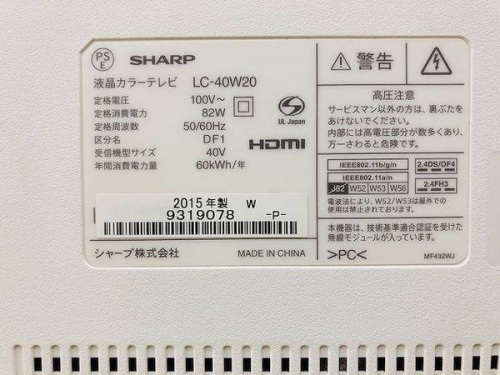 PS
E
SHARP
液晶カラーテレビ LC-40W20
定格電圧 100V～
定格消費電力 82W
定格周波数 50/60Hz
区分名 DF1
受信機型サイズ 40V
年間消費電力量 60kWh/年
UL Japan
HDMI
2015年製 W
9319078 -P-
シャープ株式会社 MADE IN CHINA
警告
高圧注意
サービスマン以外の方は、裏ぶたを
あけないでください。
内部には高電圧部分が数多くあり、
万一さわると危険です。
IEEE802.11b/g/n 2.4DS/OF4
IEEE802.11a/n
J52 W52 W53 W56 2.4FH3
電波法により、W52/W53は屋外での
使用が禁じられています。
本機器は、技術基準適合認証を受けた
無線モジュールが入っています。
>PC< MF432WJ